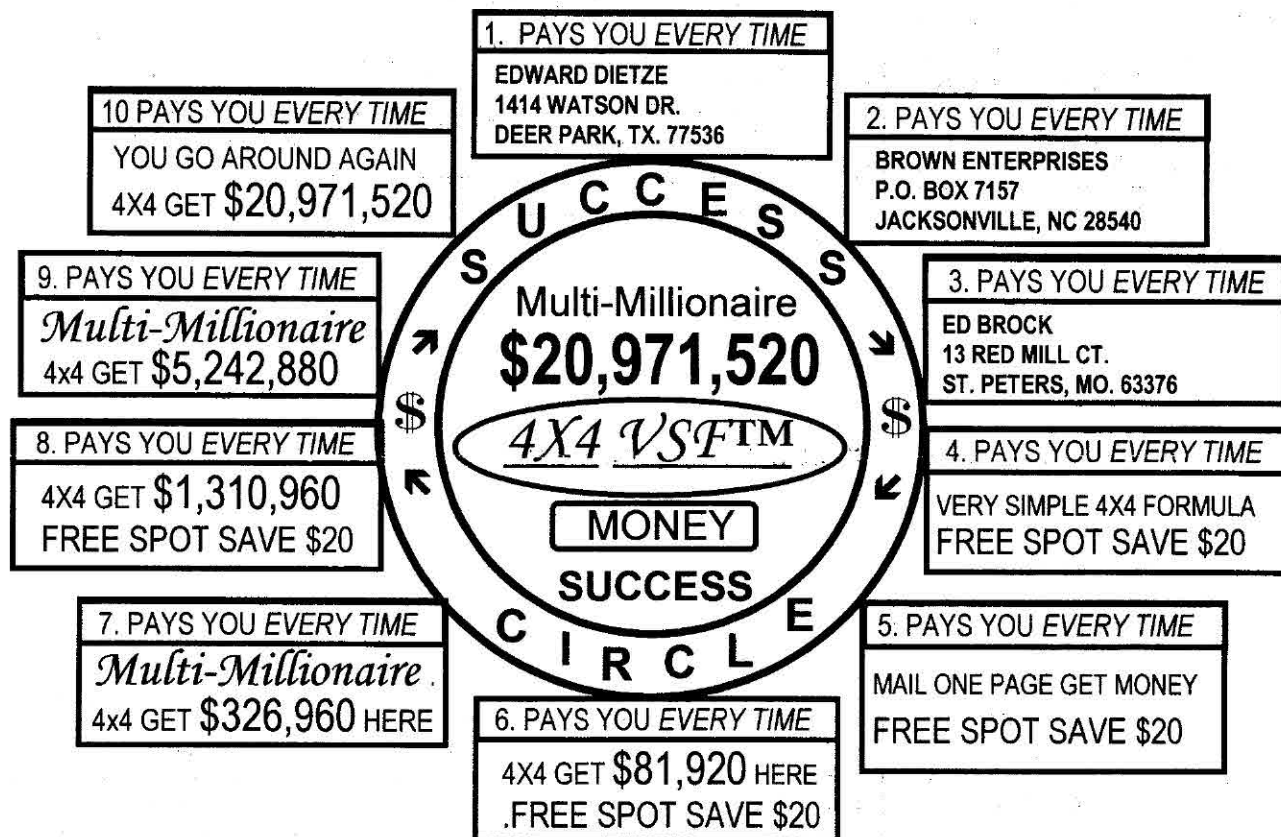 1. PAYS YOU EVERY TIME
EDWARD DIETZE
1414 WATSON DR.
DEER PARK, TX. 77536
2. PAYS YOU EVERY TIME
BROWN ENTERPRISES
P.O. BOX 7157
JACKSONVILLE, NC 28540
3. PAYS YOU EVERY TIME
ED BROCK
13 RED MILL CT.
ST. PETERS, MO. 63376
4. PAYS YOU EVERY TIME
VERY SIMPLE 4X4 FORMULA
FREE SPOT SAVE $20
5. PAYS YOU EVERY TIME
MAIL ONE PAGE GET MONEY
FREE SPOT SAVE $20
6. PAYS YOU EVERY TIME
4X4 GET $81,920 HERE
.FREE SPOT SAVE $20
7. PAYS YOU EVERY TIME
Multi-Millionaire .
4x4 GET $326,960 HERE
8. PAYS YOU EVERY TIME
4X4 GET $1,310,960
FREE SPOT SAVE $20
9. PAYS YOU EVERY TIME
Multi-Millionaire
4x4 GET $5,242,880
10 PAYS YOU EVERY TIME
YOU GO AROUND AGAIN
4X4 GET $20,971,520
SUCCESS
$ $
Multi-Millionaire
$20,971,520
4X4 VSF™
MONEY
SUCCESS
CIRCLE